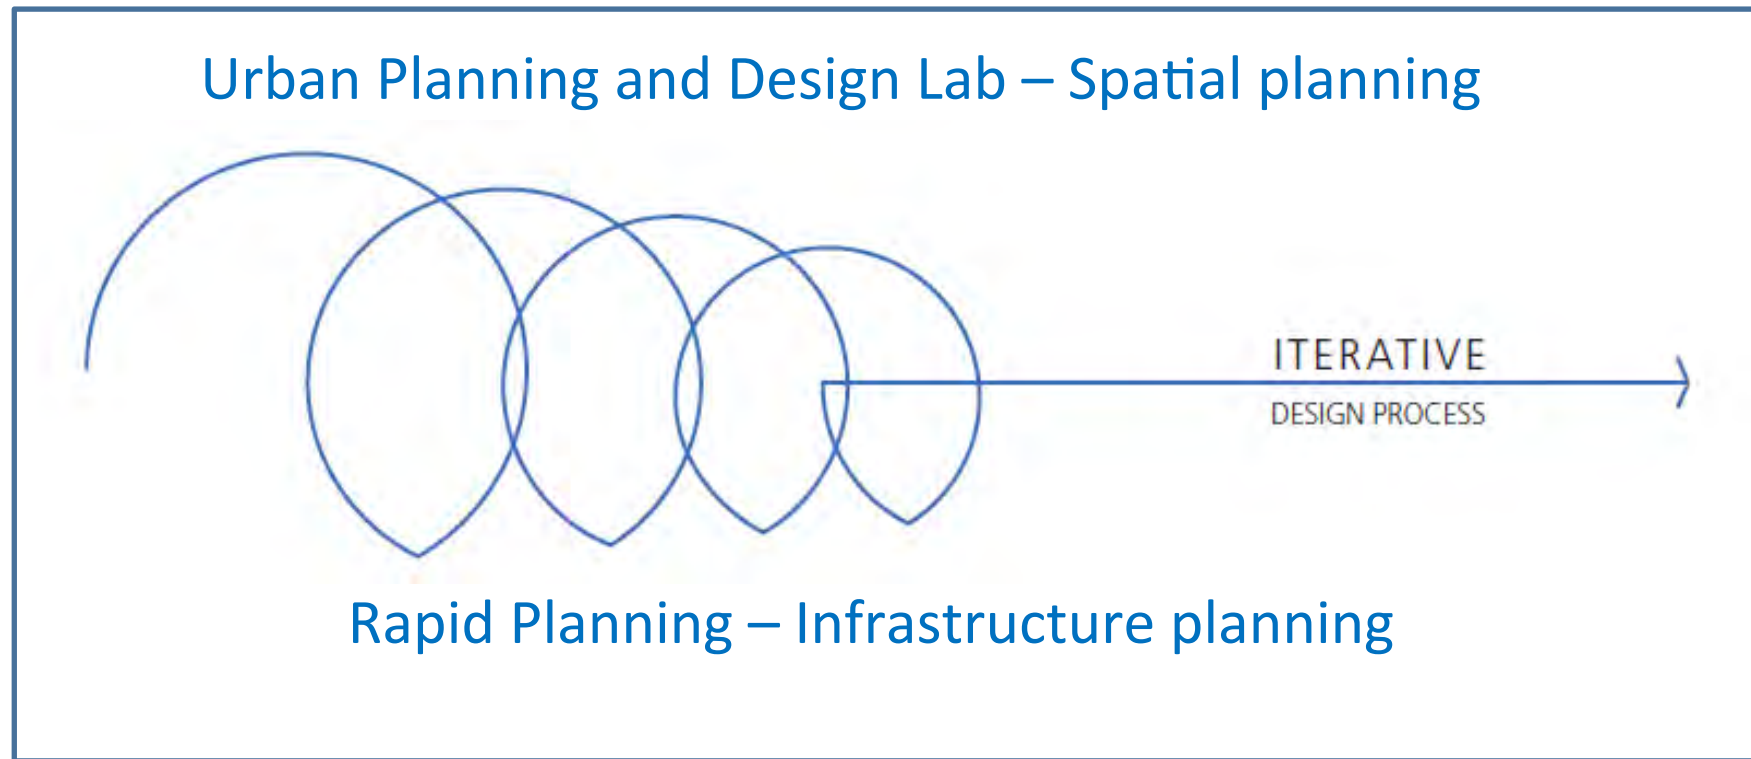 Urban Planning and Design Lab – Spatial planning
ITERATIVE
DESIGN PROCESS
Rapid Planning – Infrastructure planning